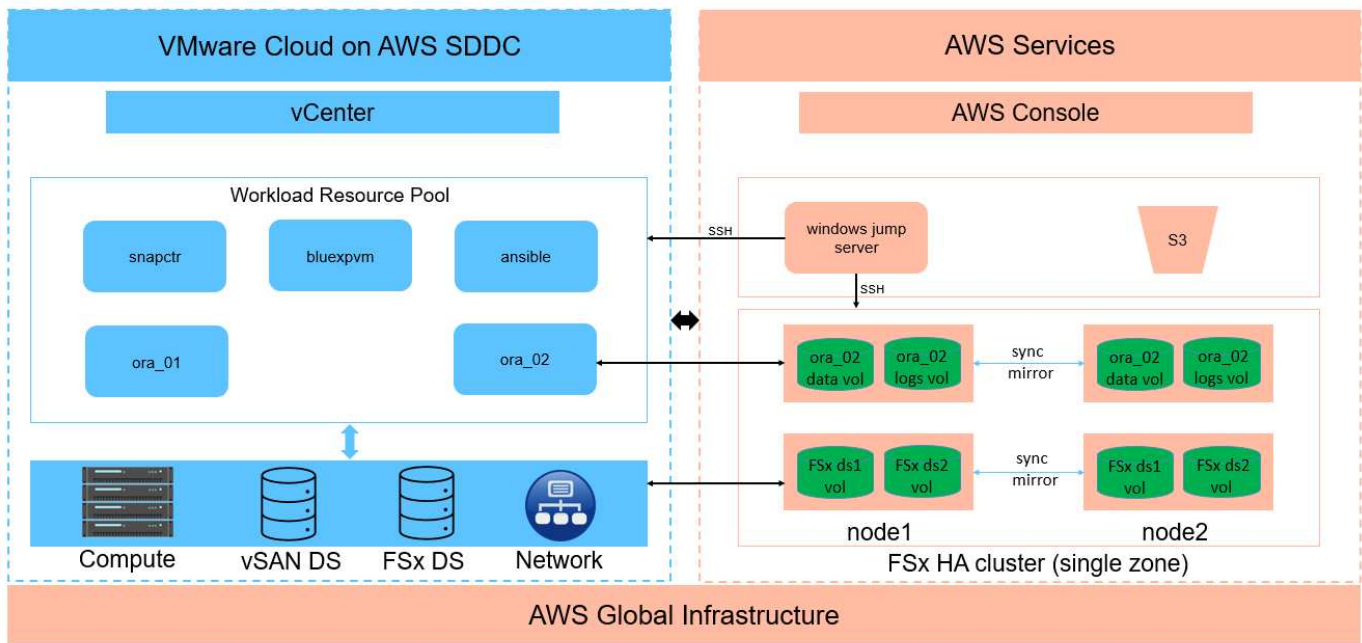 VMware Cloud on AWS SDDC
vCenter
Workload Resource Pool
snapctr
bluexpvm
ansible
ora_01
ora_02
Compute
vSAN DS
FSx DS
Network
AWS Services
AWS Console
SSH
windows jump
server
S3
SSH
ora_02
data vol
ora_02
logs vol
sync
mirror
ora_02
data vol
ora_02
logs vol
FSx ds1
vol
FSx ds2
vol
sync
mirror
FSx ds1
vol
FSx ds2
vol
node1
node2
FSx HA cluster (single zone)
AWS Global Infrastructure